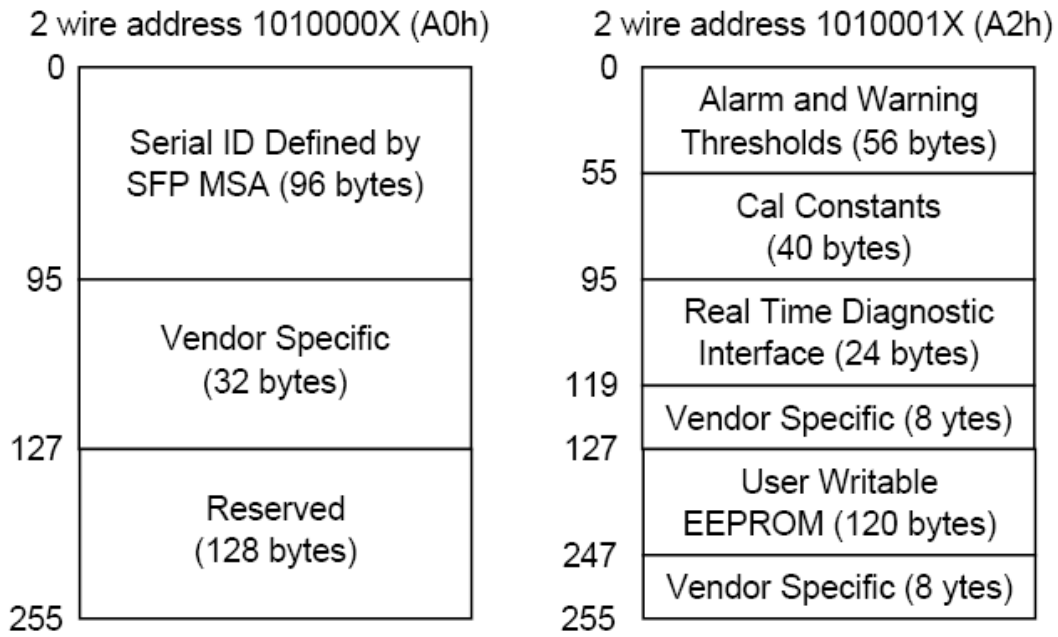 2 wire address 1010000X (A0h)
0
Serial ID Defined by
SFP MSA (96 bytes)
95
Vendor Specific
(32 bytes)
127
Reserved
(128 bytes)
255
2 wire address 1010001X (A2h)
0
Alarm and Warning
Thresholds (56 bytes)
55
Cal Constants
(40 bytes)
95
Real Time Diagnostic
Interface (24 bytes)
119
Vendor Specific (8 ytes)
127
User Writable
EEPROM (120 bytes)
247
Vendor Specific (8 ytes)
255